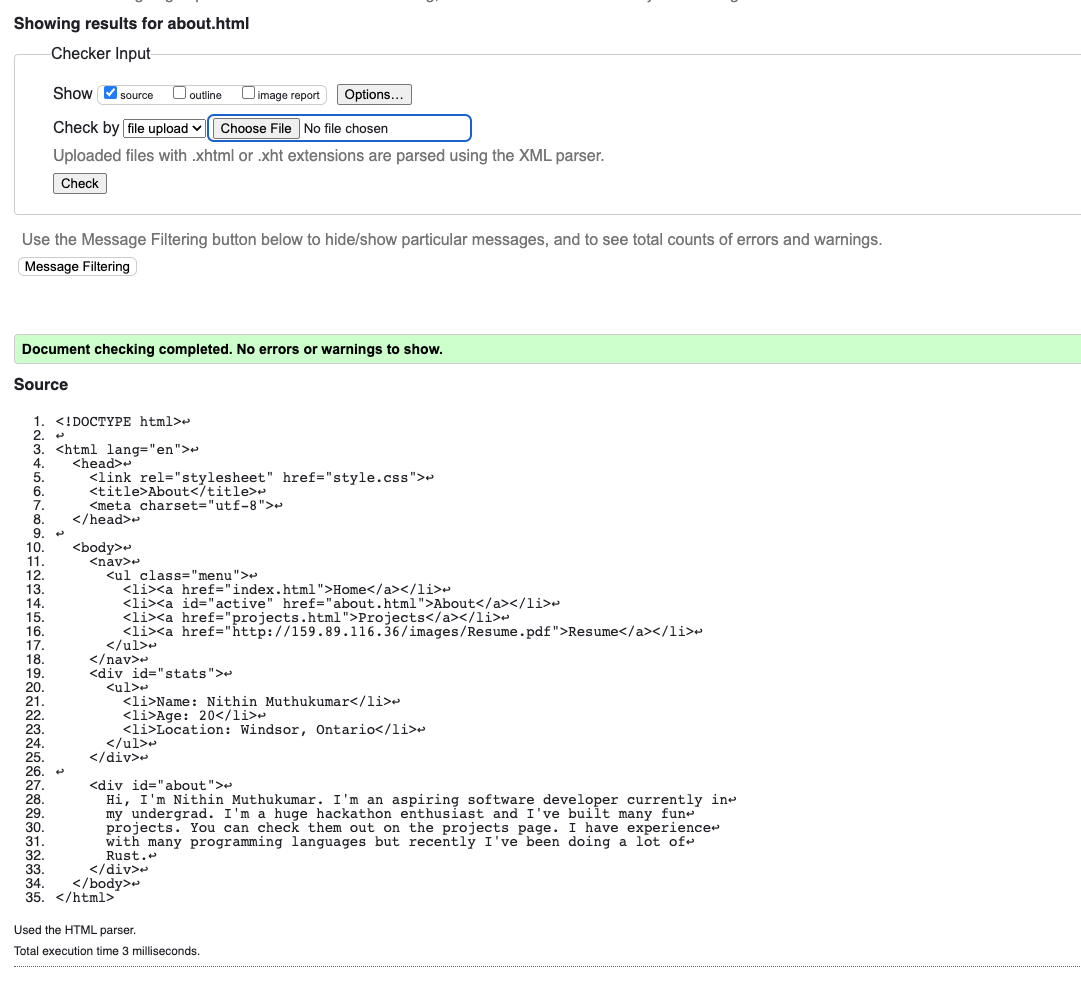 Showing results for about.html
Checker Input
Show source outline image report Options...
Check by file upload Choose File No file chosen
Uploaded files with .xhtml or .xht extensions are parsed using the XML parser.
Check
Use the Message Filtering button below to hide/show particular messages, and to see total counts of errors and warnings.
Message Filtering
Document checking completed. No errors or warnings to show.
Source
1. <!DOCTYPE html>↩
2. ↩
3. <html lang="en">↩
4.   <head>↩
5.     <link rel="stylesheet" href="style.css">↩
6.     <title>About</title>↩
7.     <meta charset="utf-8">↩
8.   </head>↩
9. ↩
10.   <body>↩
11.     <nav>↩
12.       <ul class="menu">↩
13.         <li><a href="index.html">Home</a></li>↩
14.         <li><a id="active" href="about.html">About</a></li>↩
15.         <li><a href="projects.html">Projects</a></li>↩
16.         <li><a href="http://159.89.116.36/images/Resume.pdf">Resume</a></li>↩
17.       </ul>↩
18.     </nav>↩
19.     <div id="stats">↩
20.       <ul>↩
21.         <li>Name: Nithin Muthukumar</li>↩
22.         <li>Age: 20</li>↩
23.         <li>Location: Windsor, Ontario</li>↩
24.       </ul>↩
25.     </div>↩
26. ↩
27.     <div id="about">↩
28.       Hi, I'm Nithin Muthukumar. I'm an aspiring software developer currently in↩
29.       my undergrad. I'm a huge hackathon enthusiast and I've built many fun↩
30.       projects. You can check them out on the projects page. I have experience↩
31.       with many programming languages but recently I've been doing a lot of↩
32.       Rust.↩
33.     </div>↩
34.   </body>↩
35. </html>
Used the HTML parser.
Total execution time 3 milliseconds.